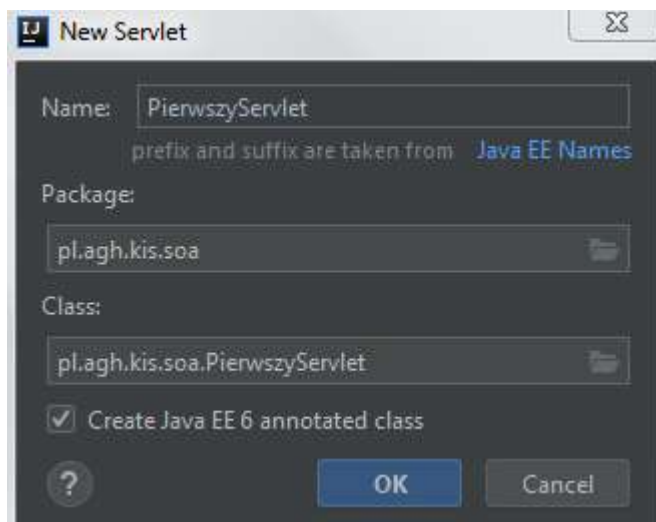 IJ New Servlet
Name: PierwszyServlet
prefix and suffix are taken from Java EE Names
Package:
pl.agh.kis.soa
Class:
pl.agh.kis.soa.PierwszyServlet
Create Java EE 6 annotated class
? OK Cancel